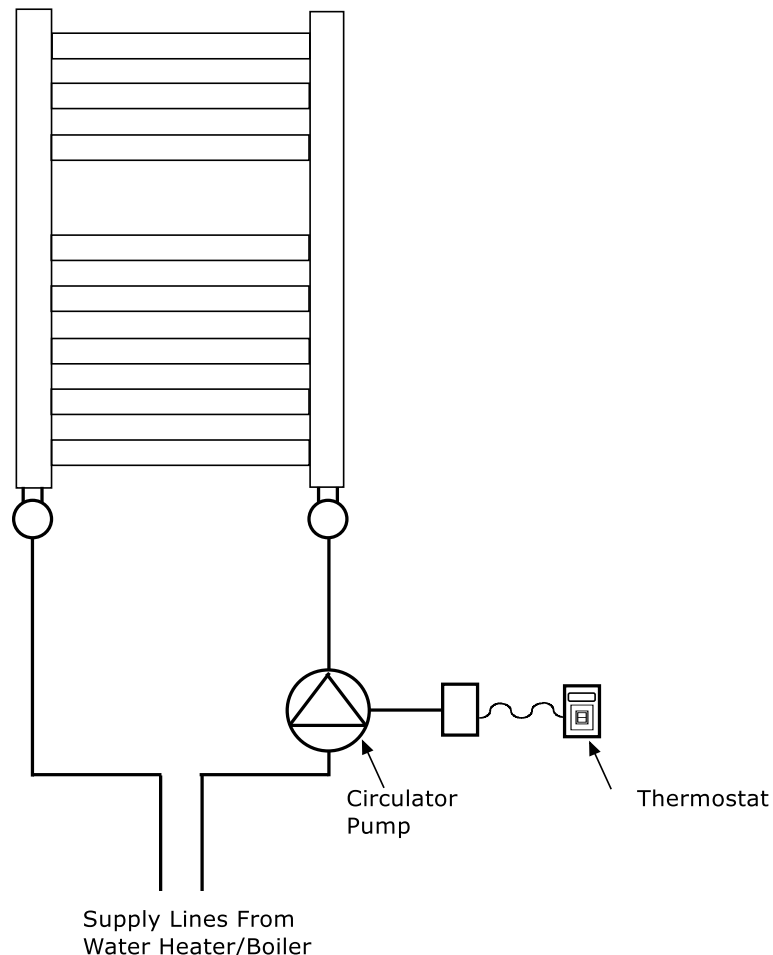 Circulator
Pump
Thermostat
Supply Lines From
Water Heater/Boiler